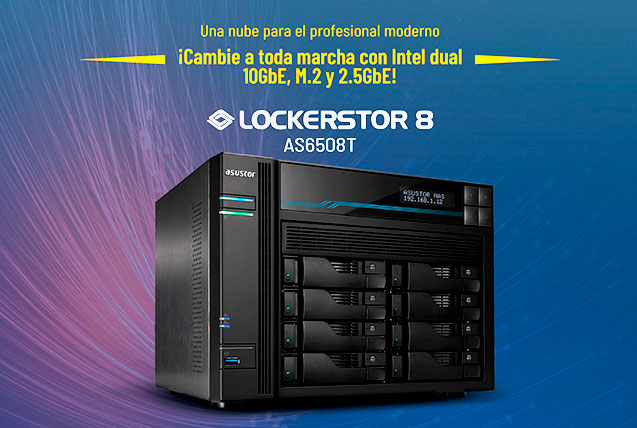 Una nube para el profesional moderno
¡Cambie a toda marcha con Intel dual
10GbE, M.2 y 2.5GbE!
LOCKERSTOR 8
AS6508T
asustor
ASUSTOR NAS
192.168.1.12